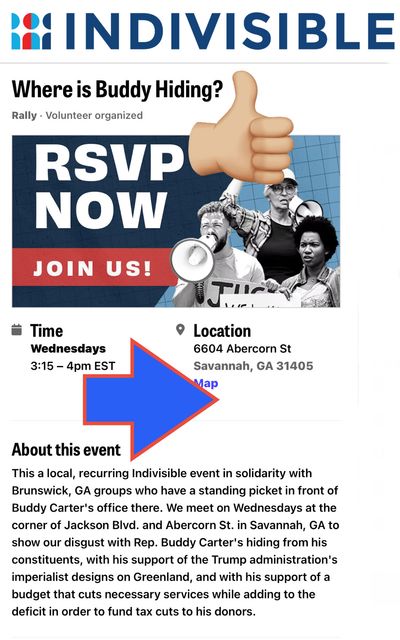 INDIVISIBLE
Where is Buddy Hiding?
Rally · Volunteer organized
RSVP
NOW
JOIN US!
Time
Wednesdays
3:15 – 4pm EST
Location
6604 Abercorn St
Savannah, GA 31405
Map
About this event
This a local, recurring Indivisible event in solidarity with
Brunswick, GA groups who have a standing picket in front of
Buddy Carter's office there. We meet on Wednesdays at the
corner of Jackson Blvd. and Abercorn St. in Savannah, GA to
show our disgust with Rep. Buddy Carter's hiding from his
constituents, with his support of the Trump administration's
imperialist designs on Greenland, and with his support of a
budget that cuts necessary services while adding to the
deficit in order to fund tax cuts to his donors.